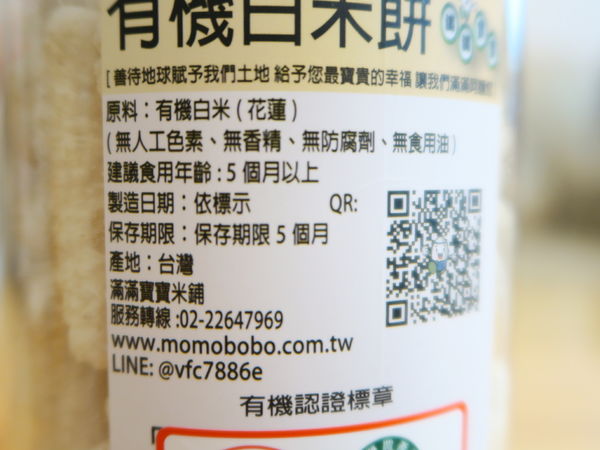 有機白米餅
[ 善待地球賦予我們土地 給予您最寶貴的幸福 讓我們滿滿
原料：有機白米 ( 花蓮 )
( 無人工色素、無香精、無防腐劑、無食用油 )
建議食用年齡 : 5 個月以上
製造日期：依標示 QR:
保存期限：保存期限 5 個月
產地：台灣
滿滿寶寶米鋪
服務轉線 :02-22647969
www.momobobo.com.tw
LINE: @vfc7886e
有機認證標章